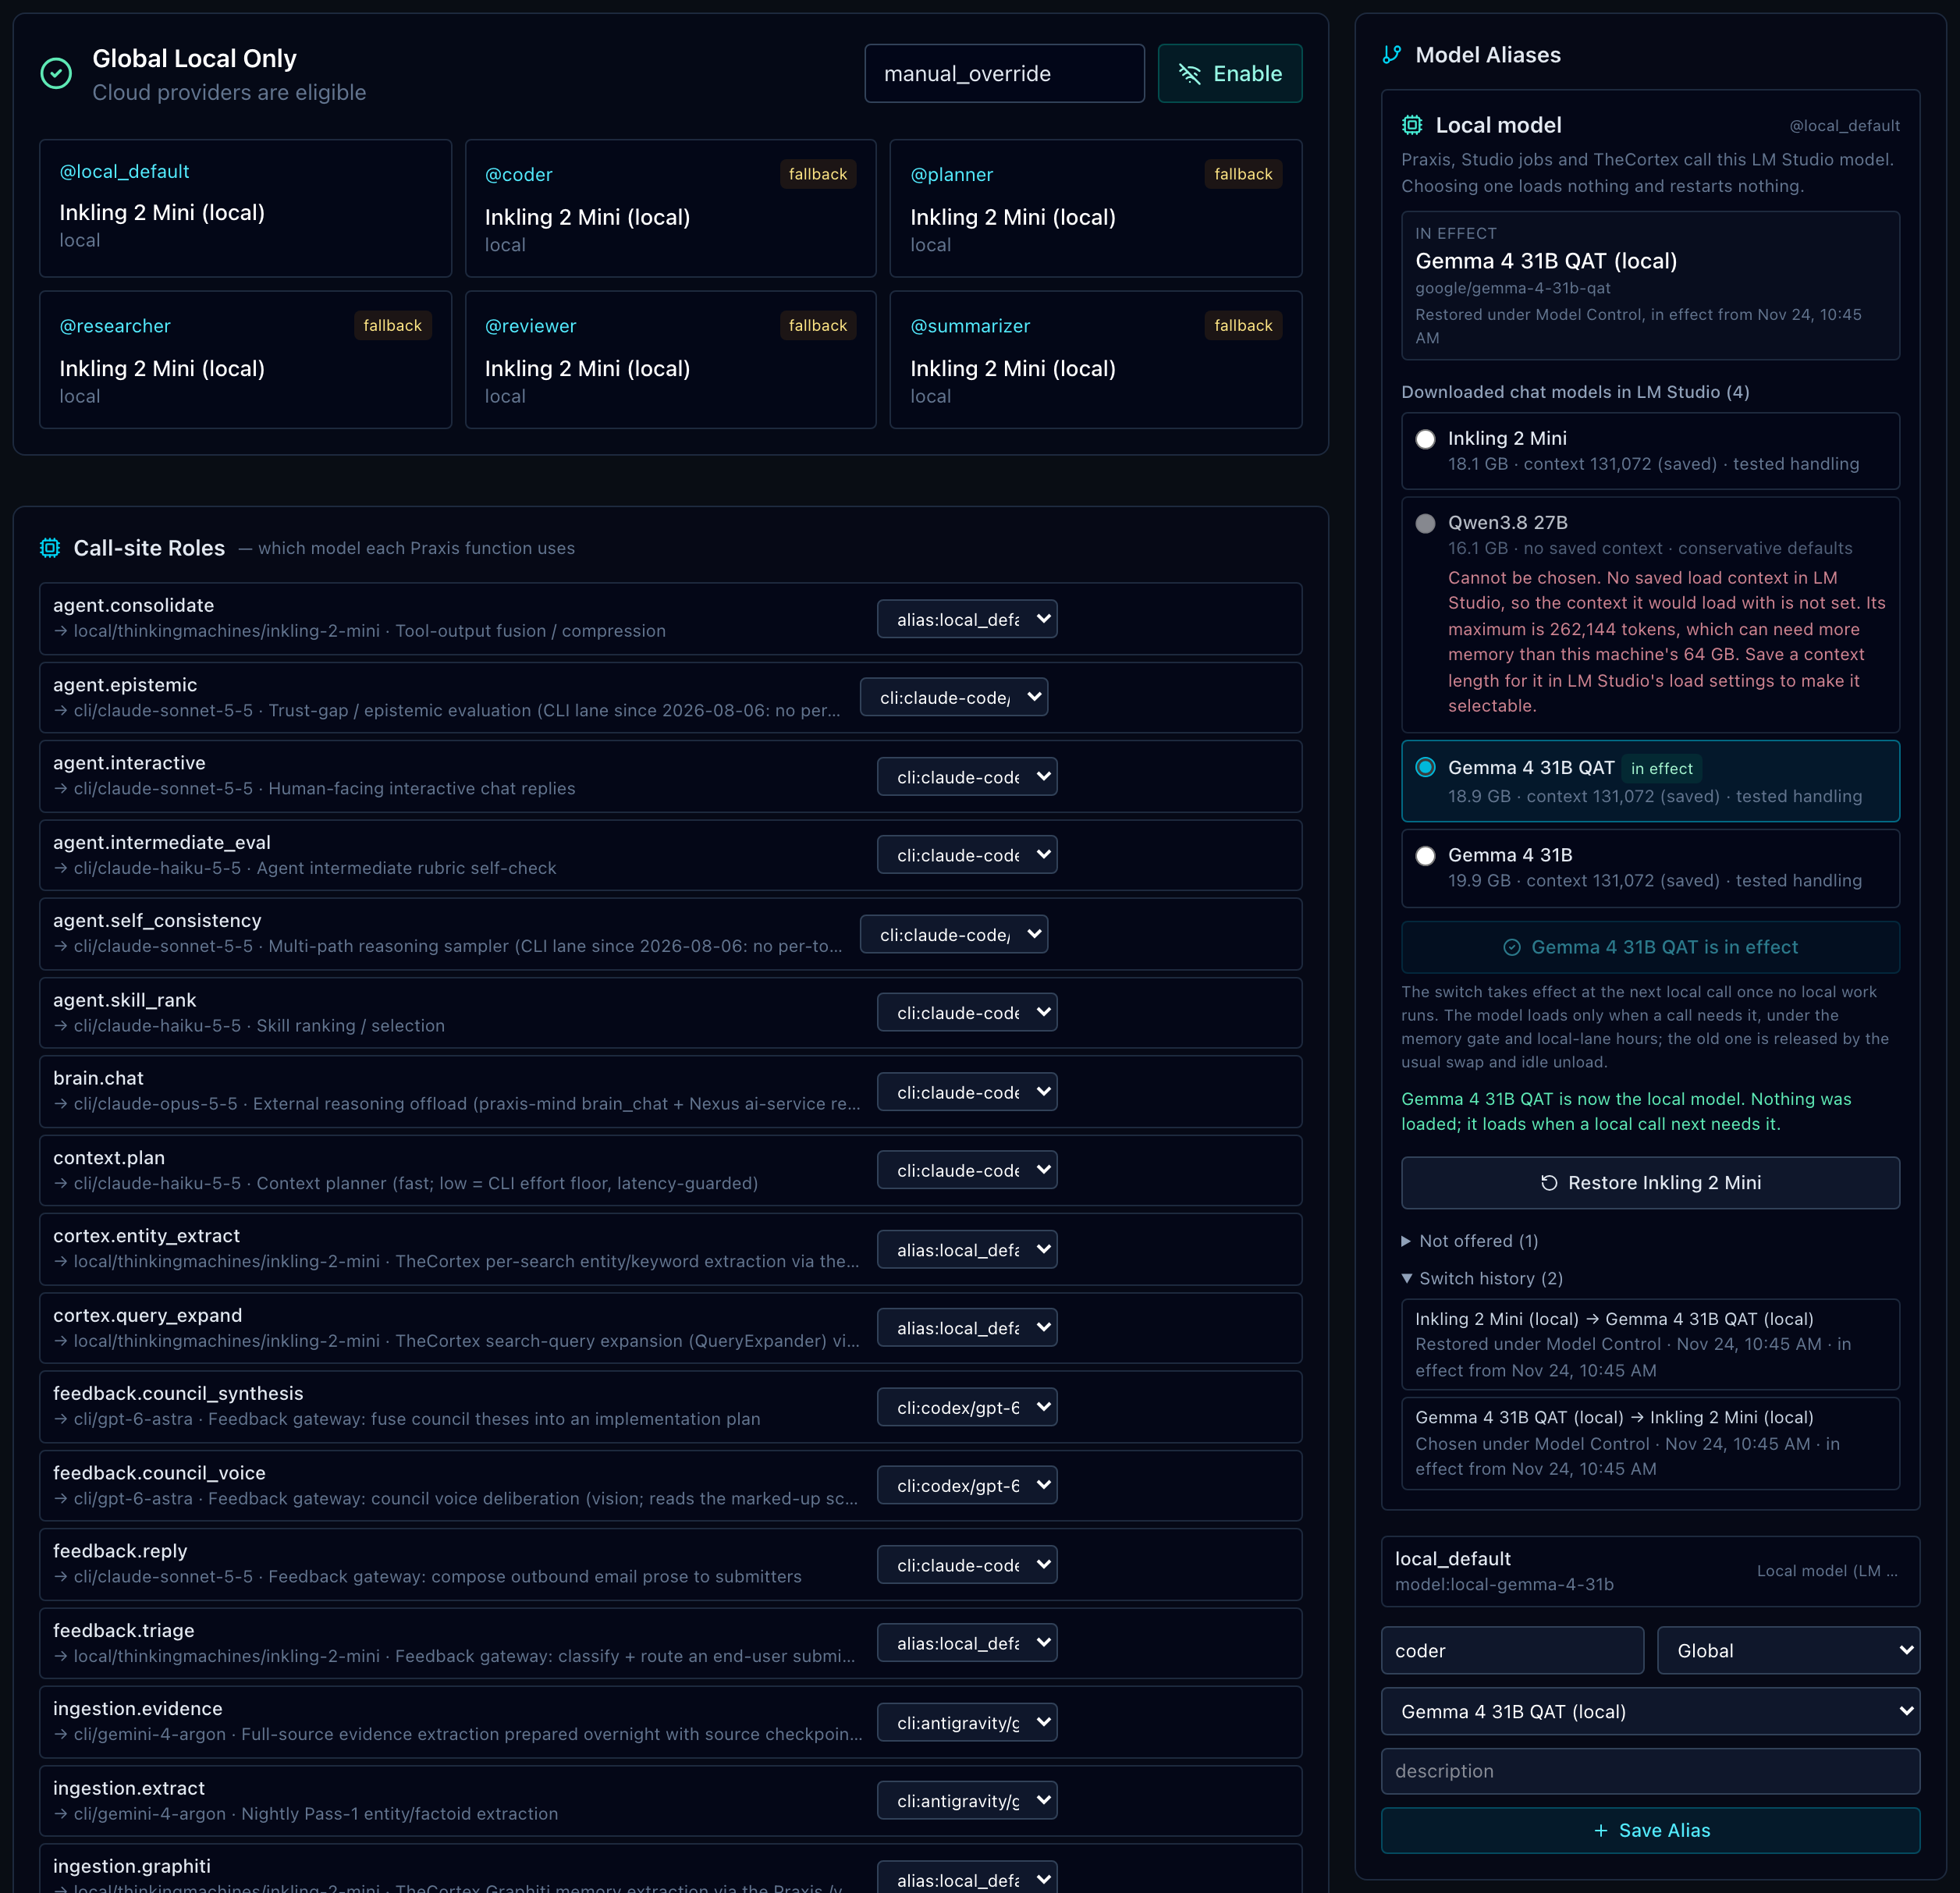 Global Local Only
Cloud providers are eligible
manual_override
Enable
@local_default
Inkling 2 Mini (local)
local
@coder
fallback
Inkling 2 Mini (local)
local
@planner
fallback
Inkling 2 Mini (local)
local
@researcher
fallback
Inkling 2 Mini (local)
local
@reviewer
fallback
Inkling 2 Mini (local)
local
@summarizer
fallback
Inkling 2 Mini (local)
local
Call-site Roles — which model each Praxis function uses
agent.consolidate
→ local/thinkingmachines/inkling-2-mini · Tool-output fusion / compression
alias:local_defa
agent.epistemic
→ cli/claude-sonnet-5-5 · Trust-gap / epistemic evaluation (CLI lane since 2026-08-06: no per...
cli:claude-code/
agent.interactive
→ cli/claude-sonnet-5-5 · Human-facing interactive chat replies
cli:claude-code
agent.intermediate_eval
→ cli/claude-haiku-5-5 · Agent intermediate rubric self-check
cli:claude-code
agent.self_consistency
→ cli/claude-sonnet-5-5 · Multi-path reasoning sampler (CLI lane since 2026-08-06: no per-to...
cli:claude-code/
agent.skill_rank
→ cli/claude-haiku-5-5 · Skill ranking / selection
cli:claude-code
brain.chat
→ cli/claude-opus-5-5 · External reasoning offload (praxis-mind brain_chat + Nexus ai-service re...
cli:claude-code
context.plan
→ cli/claude-haiku-5-5 · Context planner (fast; low = CLI effort floor, latency-guarded)
cli:claude-code
cortex.entity_extract
→ local/thinkingmachines/inkling-2-mini · TheCortex per-search entity/keyword extraction via the...
alias:local_defa
cortex.query_expand
→ local/thinkingmachines/inkling-2-mini · TheCortex search-query expansion (QueryExpander) vi...
alias:local_defa
feedback.council_synthesis
→ cli/gpt-6-astra · Feedback gateway: fuse council theses into an implementation plan
cli:codex/gpt-6
feedback.council_voice
→ cli/gpt-6-astra · Feedback gateway: council voice deliberation (vision; reads the marked-up sc...
cli:codex/gpt-6
feedback.reply
→ cli/claude-sonnet-5-5 · Feedback gateway: compose outbound email prose to submitters
cli:claude-code
feedback.triage
→ local/thinkingmachines/inkling-2-mini · Feedback gateway: classify + route an end-user submi...
alias:local_defa
ingestion.evidence
→ cli/gemini-4-argon · Full-source evidence extraction prepared overnight with source checkpoin...
cli:antigravity/g
ingestion.extract
→ cli/gemini-4-argon · Nightly Pass-1 entity/factoid extraction
cli:antigravity/g
ingestion.graphiti
→ local/thinkingmachines/inkling-2-mini · TheCortex Graphiti memory extraction via the Praxis /v...
alias:local_defa
Model Aliases
Local model
@local_default
Praxis, Studio jobs and TheCortex call this LM Studio model.
Choosing one loads nothing and restarts nothing.
IN EFFECT
Gemma 4 31B QAT (local)
google/gemma-4-31b-qat
Restored under Model Control, in effect from Nov 24, 10:45
AM
Downloaded chat models in LM Studio (4)
Inkling 2 Mini
18.1 GB · context 131,072 (saved) · tested handling
Qwen3.8 27B
16.1 GB · no saved context · conservative defaults
Cannot be chosen. No saved load context in LM
Studio, so the context it would load with is not set. Its
maximum is 262,144 tokens, which can need more
memory than this machine's 64 GB. Save a context
length for it in LM Studio's load settings to make it
selectable.
Gemma 4 31B QAT in effect
18.9 GB · context 131,072 (saved) · tested handling
Gemma 4 31B
19.9 GB · context 131,072 (saved) · tested handling
Gemma 4 31B QAT is in effect
The switch takes effect at the next local call once no local work
runs. The model loads only when a call needs it, under the
memory gate and local-lane hours; the old one is released by the
usual swap and idle unload.
Gemma 4 31B QAT is now the local model. Nothing was
loaded; it loads when a local call next needs it.
Restore Inkling 2 Mini
Not offered (1)
Switch history (2)
Inkling 2 Mini (local) → Gemma 4 31B QAT (local)
Restored under Model Control · Nov 24, 10:45 AM · in
effect from Nov 24, 10:45 AM
Gemma 4 31B QAT (local) → Inkling 2 Mini (local)
Chosen under Model Control · Nov 24, 10:45 AM · in
effect from Nov 24, 10:45 AM
local_default
model:local-gemma-4-31b
Local model (LM ...
coder
Global
Gemma 4 31B QAT (local)
description
+ Save Alias